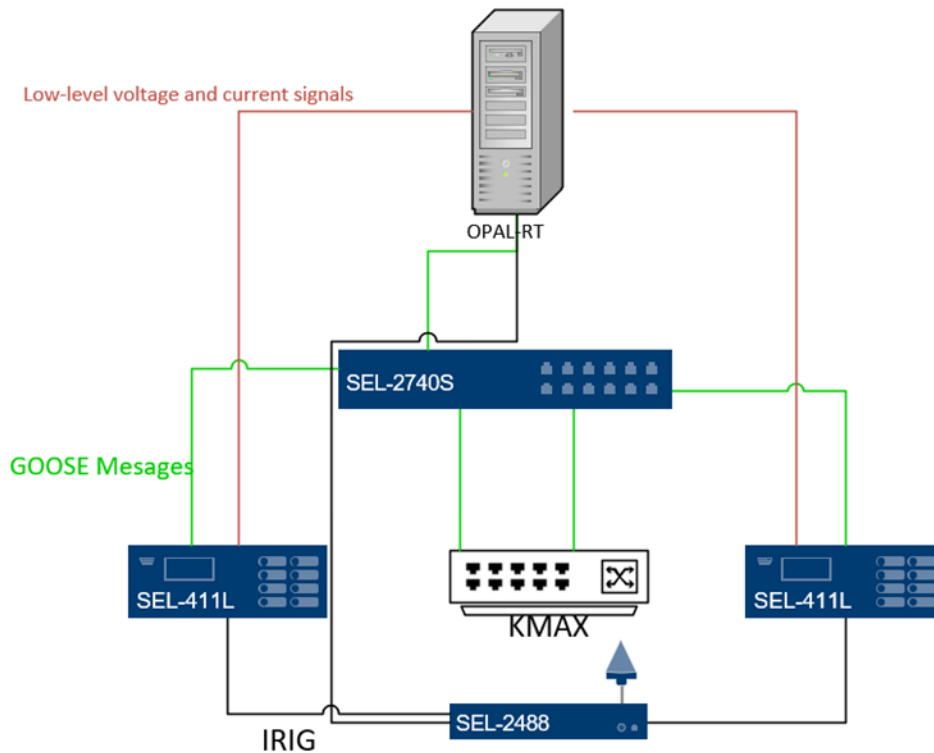 Low-level voltage and current signals
OPAL-RT
SEL-2740S
GOOSE Mesages
SEL-411L
SEL-411L
KMAX
SEL-2488
IRIG